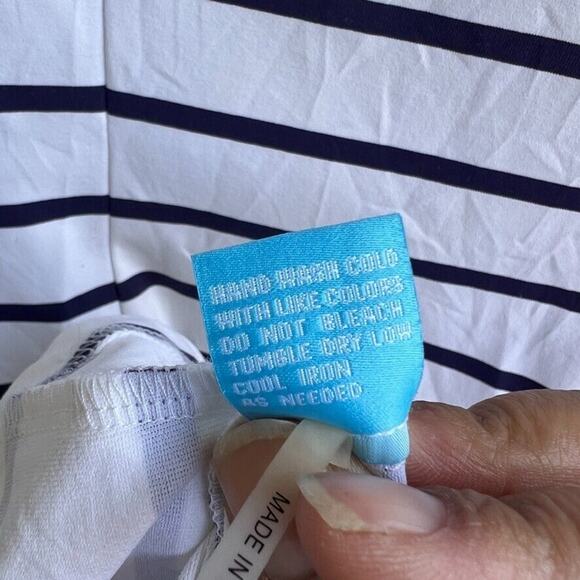 HAND WASH COLD
WITH LIKE COLORS
DO NOT BLEACH
TUMBLE DRY LOW
COOL IRON
AS NEEDED
MADE IN